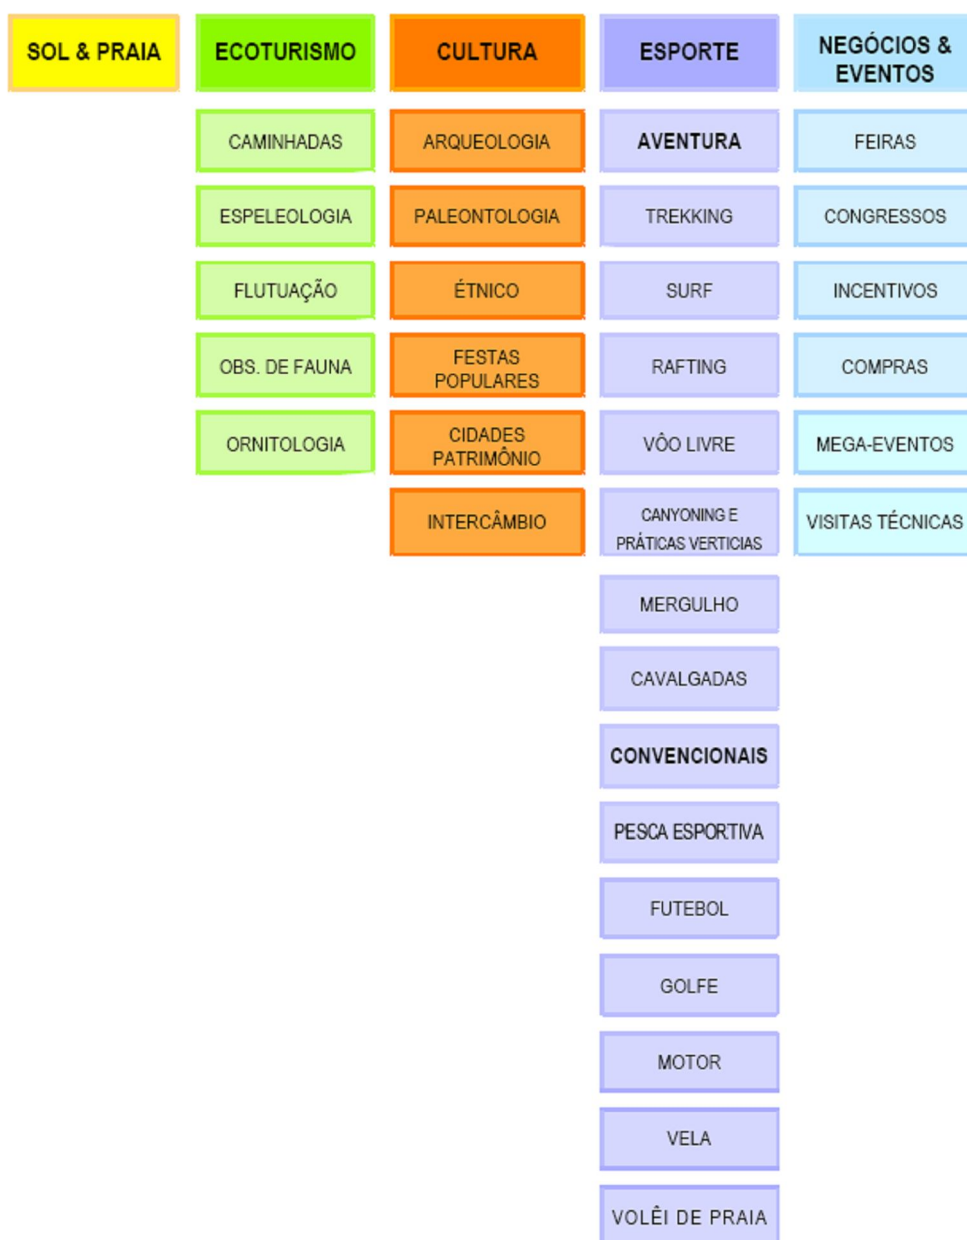 SOL & PRAIA
ECOTURISMO
CAMINHADAS
ESPELEOLOGIA
FLUTUAÇÃO
OBS. DE FAUNA
ORNITOLOGIA
CULTURA
ARQUEOLOGIA
PALEONTOLOGIA
ÉTNICO
FESTAS
POPULARES
CIDADES
PATRIMÔNIO
INTERCÂMBIO
ESPORTE
AVENTURA
TREKKING
SURF
RAFTING
VÔO LIVRE
CANYONING E
PRÁTICAS VERTICIAS
MERGULHO
CAVALGADAS
CONVENCIONAIS
PESCA ESPORTIVA
FUTEBOL
GOLFE
MOTOR
VELA
VOLÊI DE PRAIA
NEGÓCIOS &
EVENTOS
FEIRAS
CONGRESSOS
INCENTIVOS
COMPRAS
MEGA-EVENTOS
VISITAS TÉCNICAS